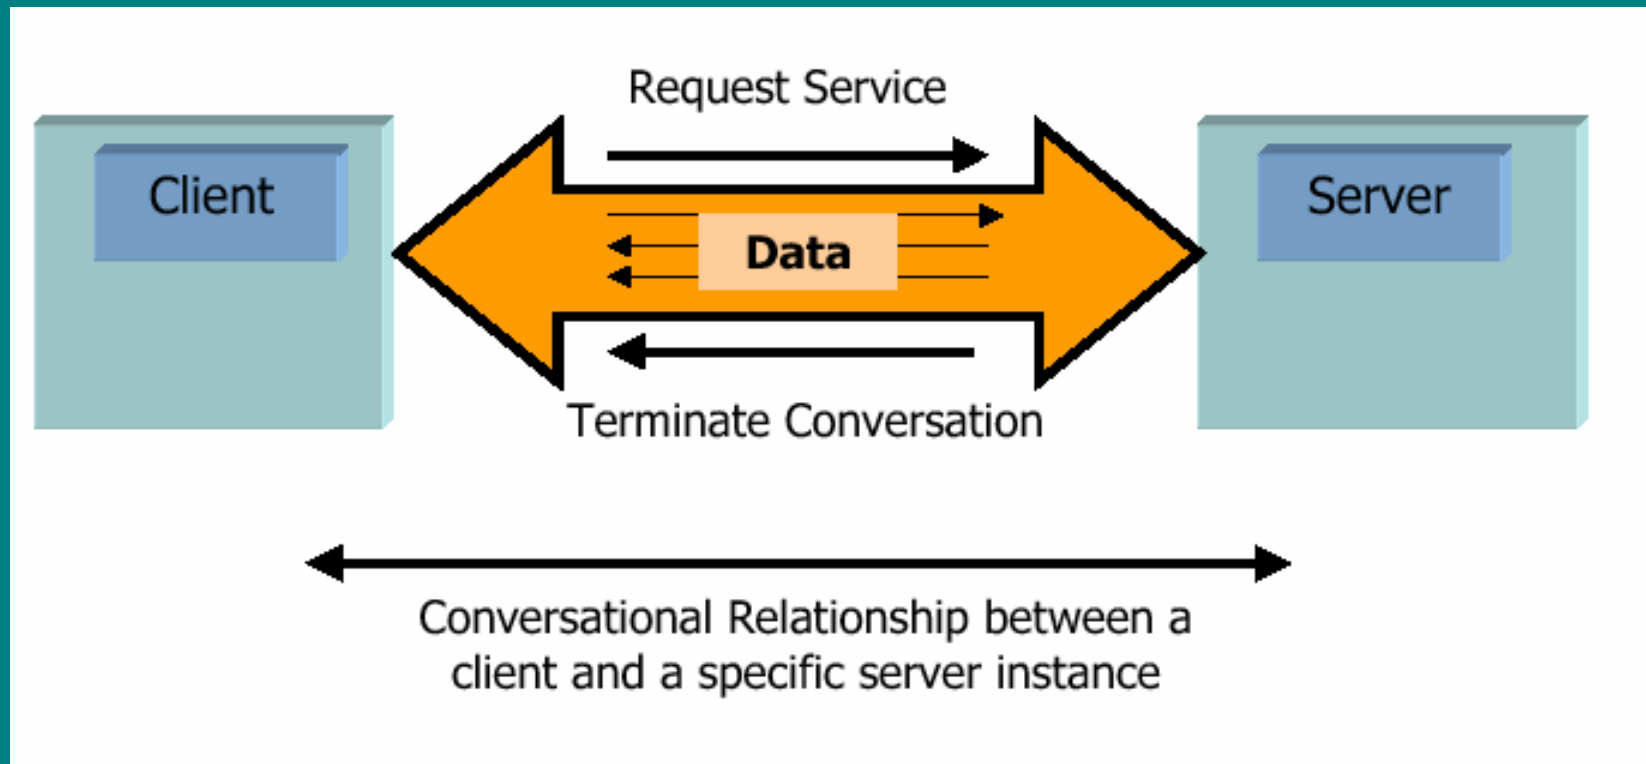 Request Service
Client
Server
Data
Terminate Conversation
Conversational Relationship between a
client and a specific server instance